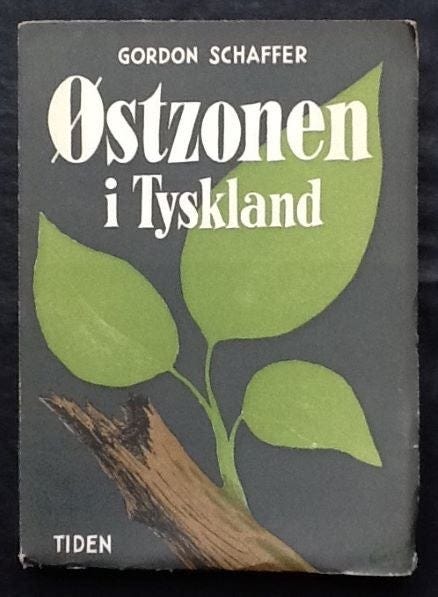 GORDON SCHAFFER
Østzonen
i Tyskland
TIDEN